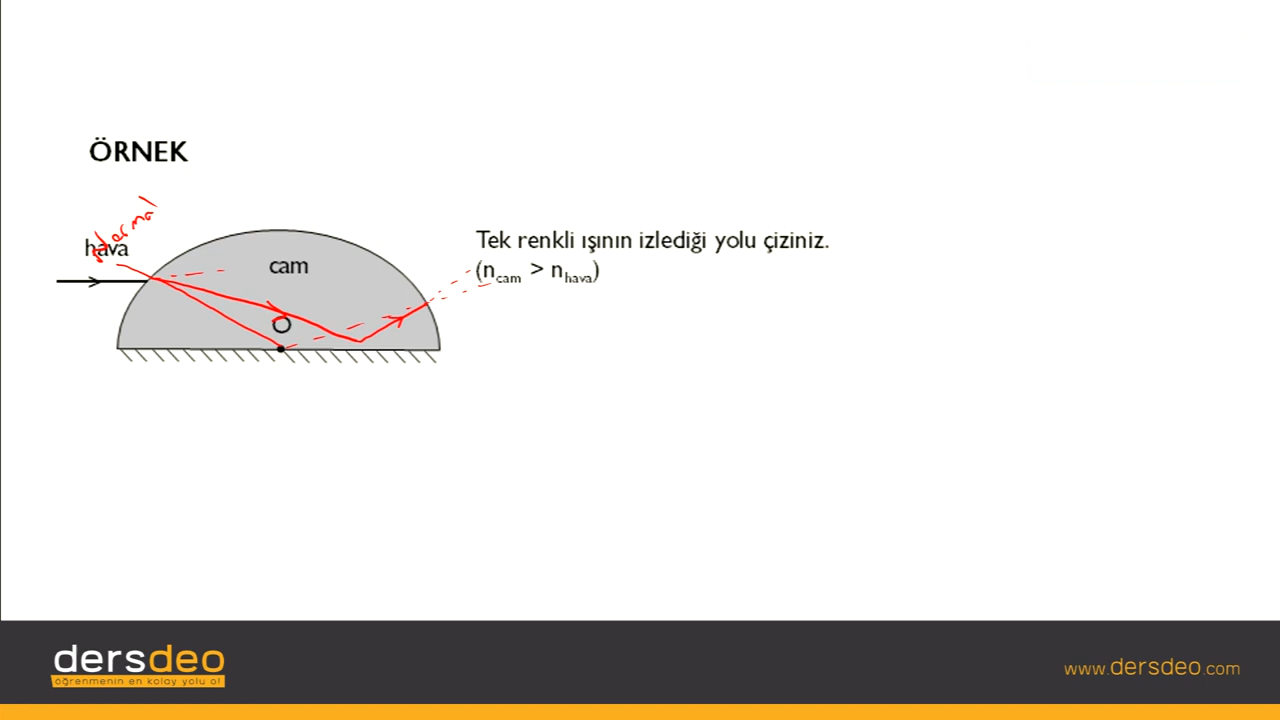 ÖRNEK
Normal
hava
cam
O
Tek renkli ışının izlediği yolu çiziniz.
(ncam > nhava)
dersdeo
öğrenmenin en kolay yolu o!
www.dersdeo.com